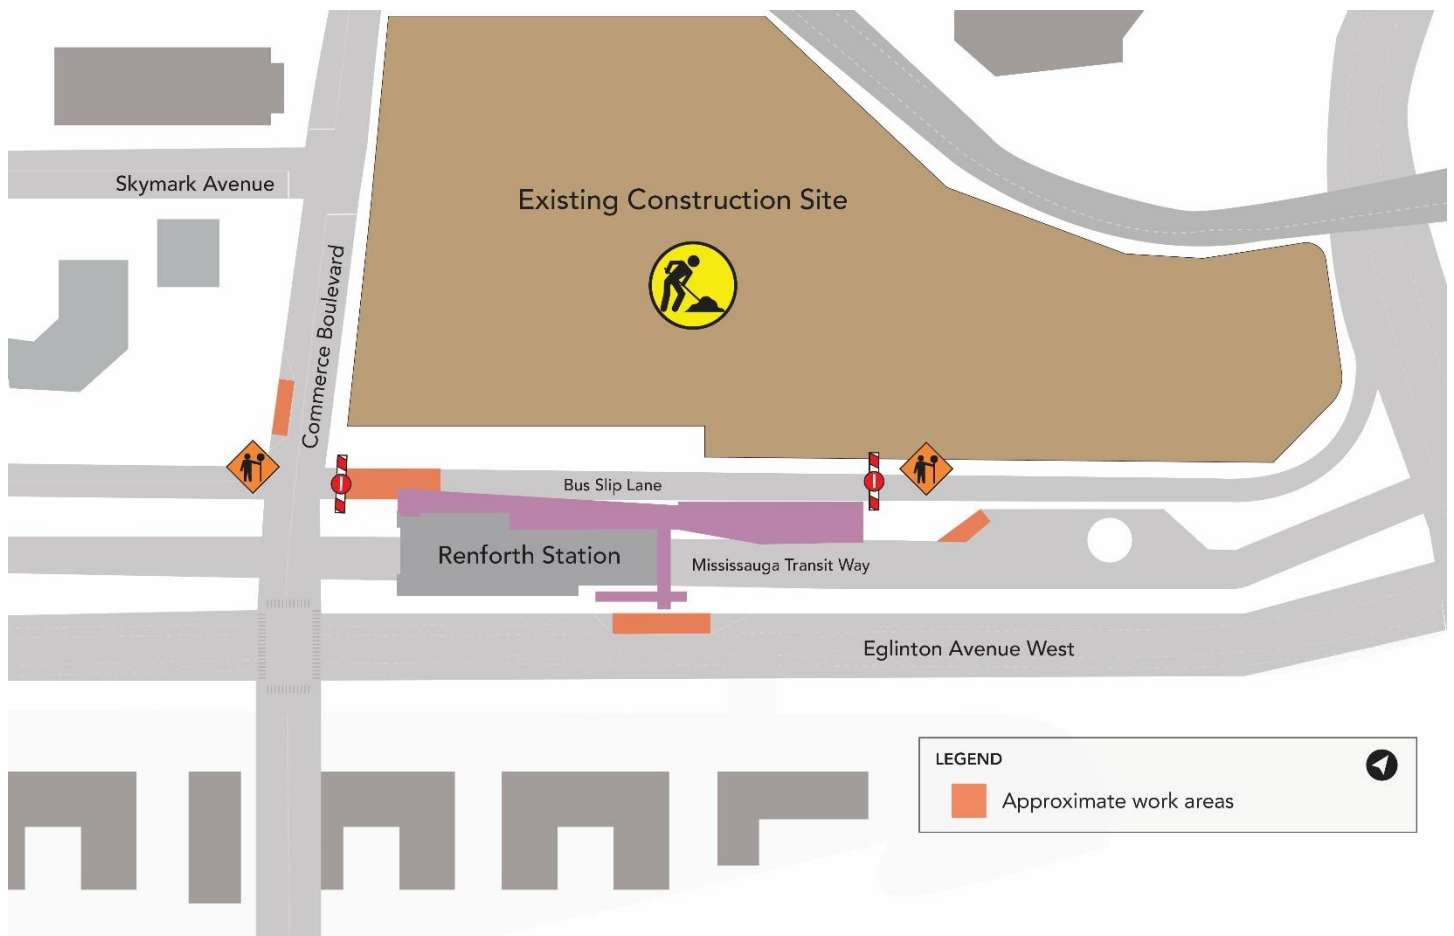 Skymark Avenue
Existing Construction Site
Commerce Boulevard
Bus Slip Lane
Renforth Station
Mississauga Transit Way
Eglinton Avenue West
LEGEND
Approximate work areas